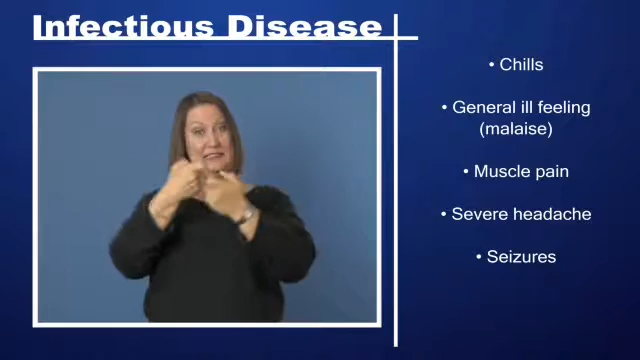 Infectious Disease
• Chills
• General ill feeling
(malaise)
• Muscle pain
• Severe headache
• Seizures